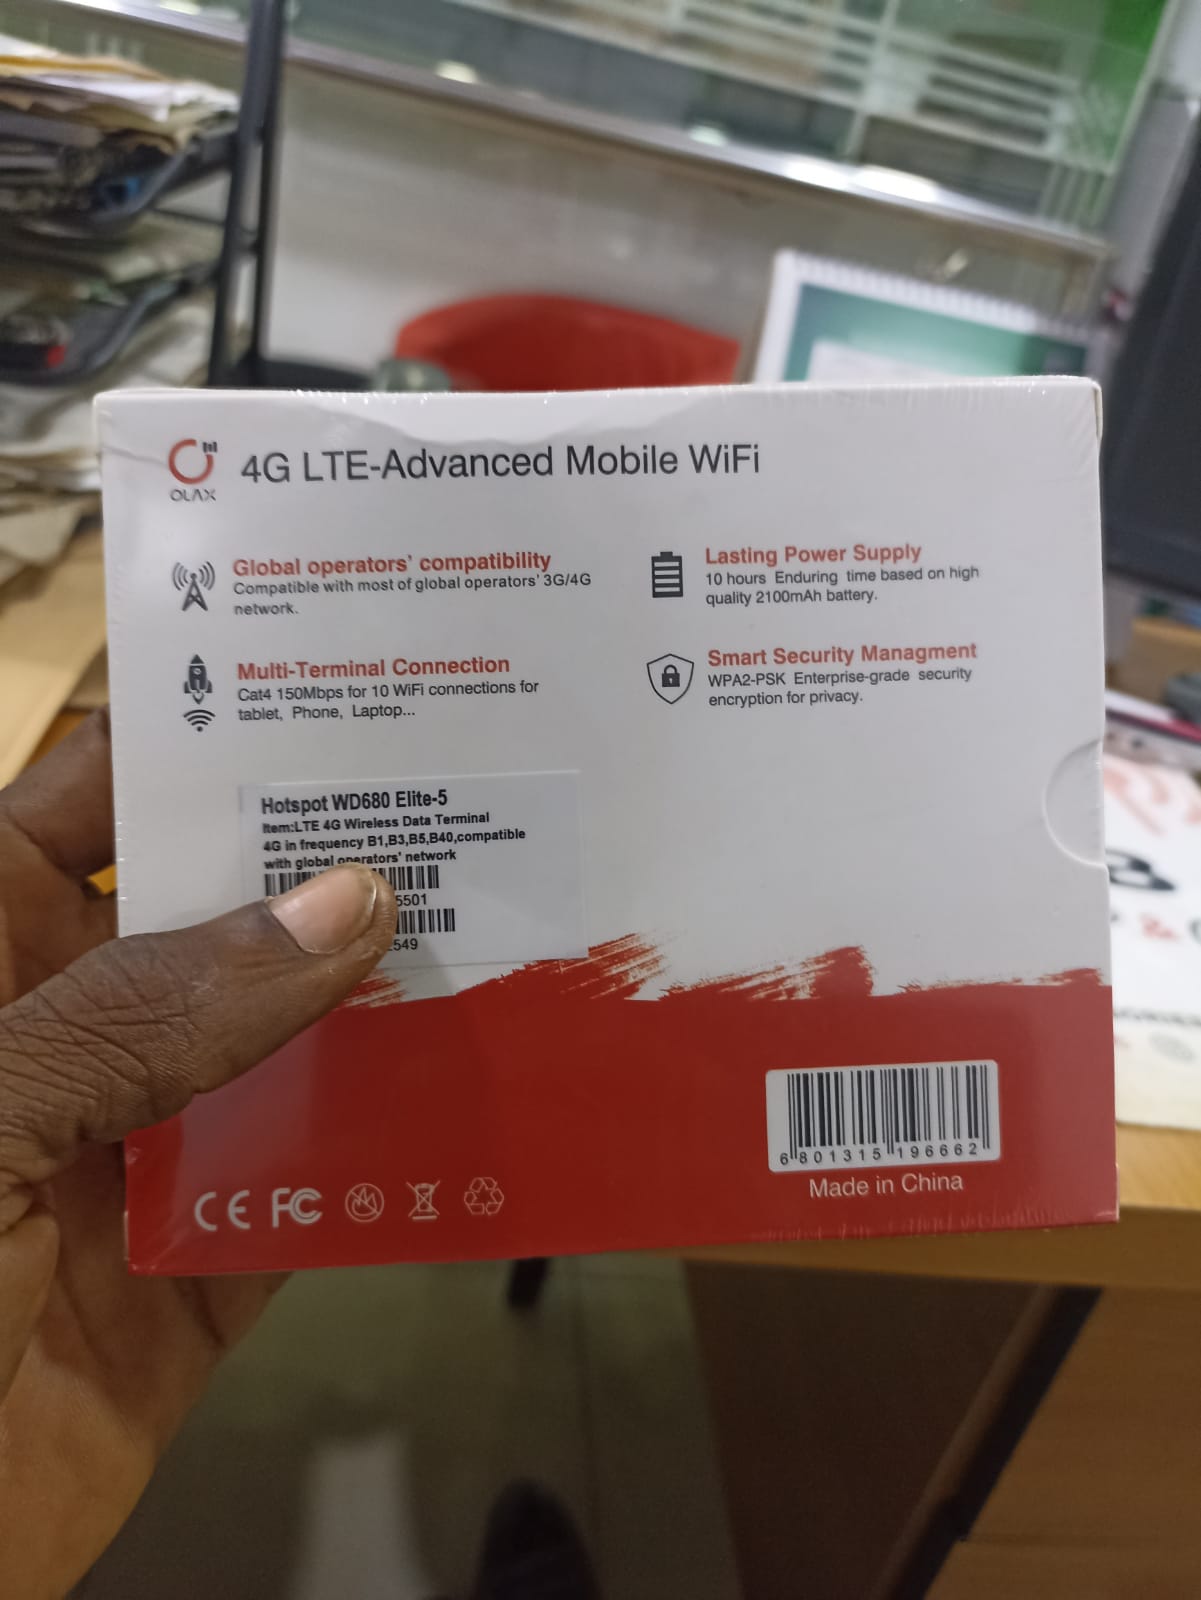 OLAX
4G LTE-Advanced Mobile WiFi
Global operators' compatibility
Compatible with most of global operators' 3G/4G
network.
Lasting Power Supply
10 hours Enduring time based on high
quality 2100mAh battery.
Multi-Terminal Connection
Cat4 150Mbps for 10 WiFi connections for
tablet, Phone, Laptop...
Smart Security Managment
WPA2-PSK Enterprise-grade security
encryption for privacy.
Hotspot WD680 Elite-5
Item:LTE 4G Wireless Data Terminal
4G in frequency B1,B3,B5,B40,compatible
with global operators' network
5501
549
6 801315 196662
Made in China
CE FC